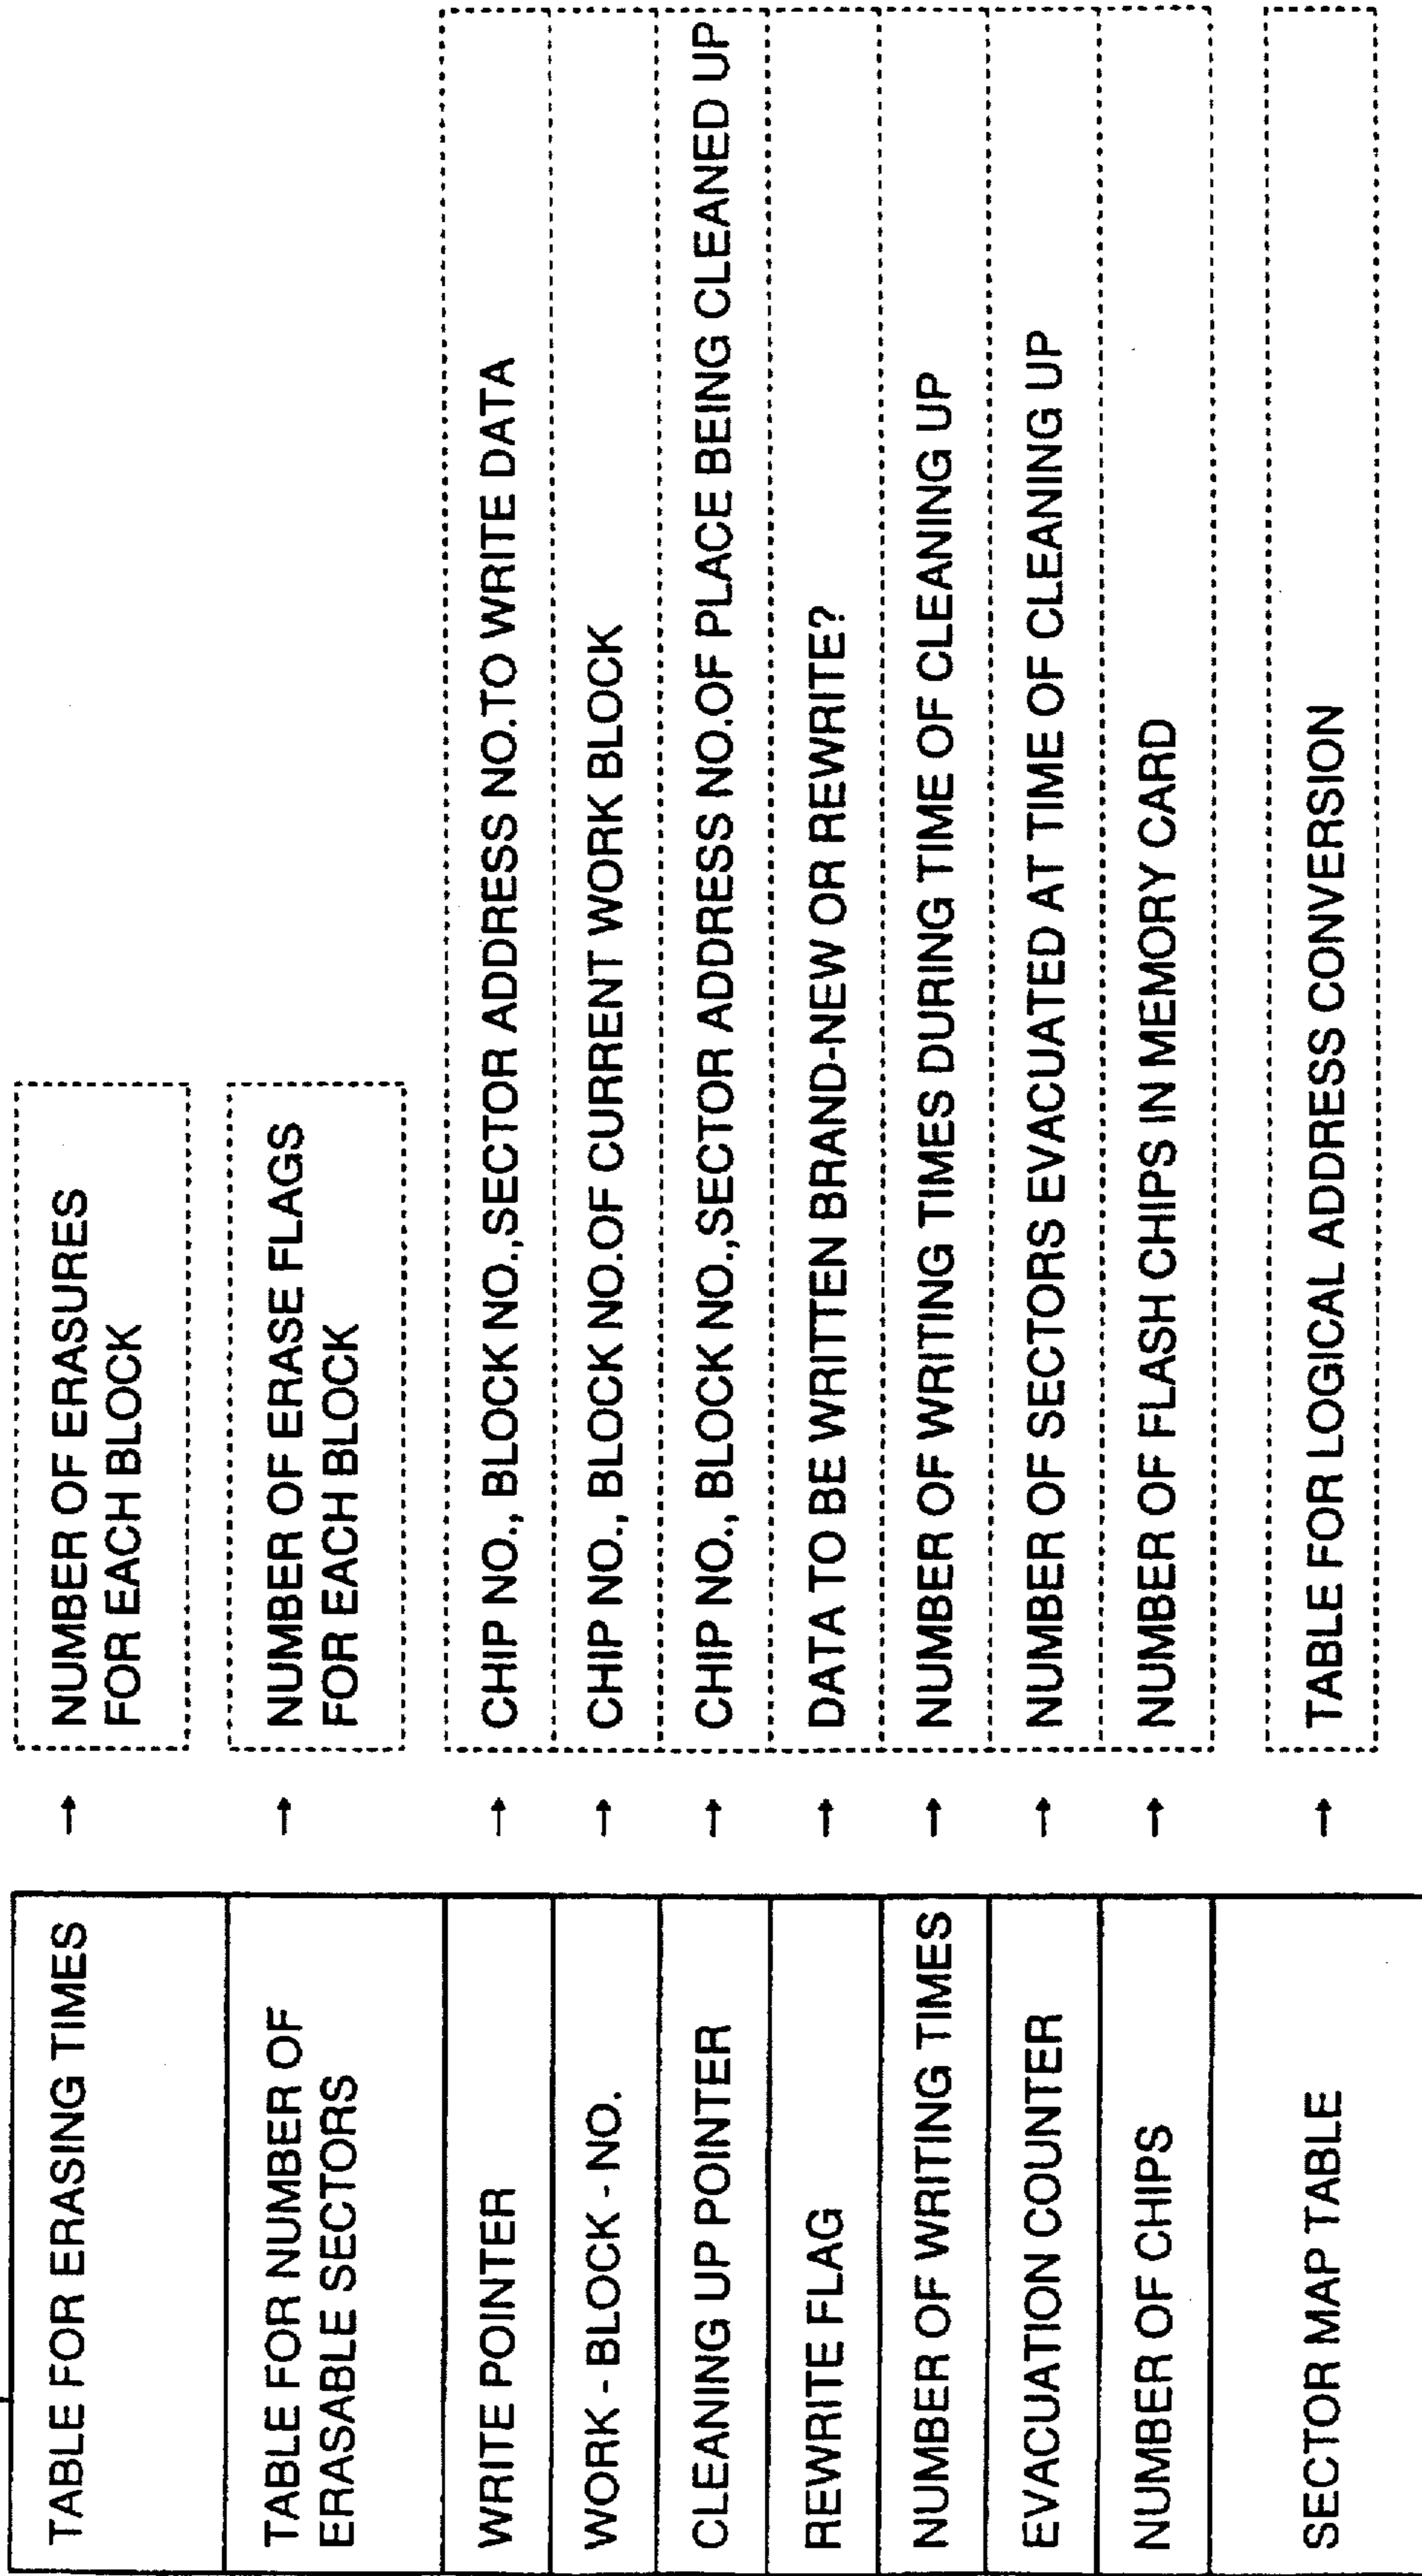 TABLE FOR ERASING TIMES
→
NUMBER OF ERASURES
FOR EACH BLOCK
TABLE FOR NUMBER OF
ERASABLE SECTORS
→
NUMBER OF ERASE FLAGS
FOR EACH BLOCK
WRITE POINTER
→
CHIP NO., BLOCK NO.,SECTOR ADDRESS NO.TO WRITE DATA
WORK - BLOCK - NO.
→
CHIP NO., BLOCK NO.OF CURRENT WORK BLOCK
CLEANING UP POINTER
→
CHIP NO., BLOCK NO.,SECTOR ADDRESS NO.OF PLACE BEING CLEANED UP
REWRITE FLAG
→
DATA TO BE WRITTEN BRAND-NEW OR REWRITE?
NUMBER OF WRITING TIMES
→
NUMBER OF WRITING TIMES DURING TIME OF CLEANING UP
EVACUATION COUNTER
→
NUMBER OF SECTORS EVACUATED AT TIME OF CLEANING UP
NUMBER OF CHIPS
→
NUMBER OF FLASH CHIPS IN MEMORY CARD
SECTOR MAP TABLE
→
TABLE FOR LOGICAL ADDRESS CONVERSION